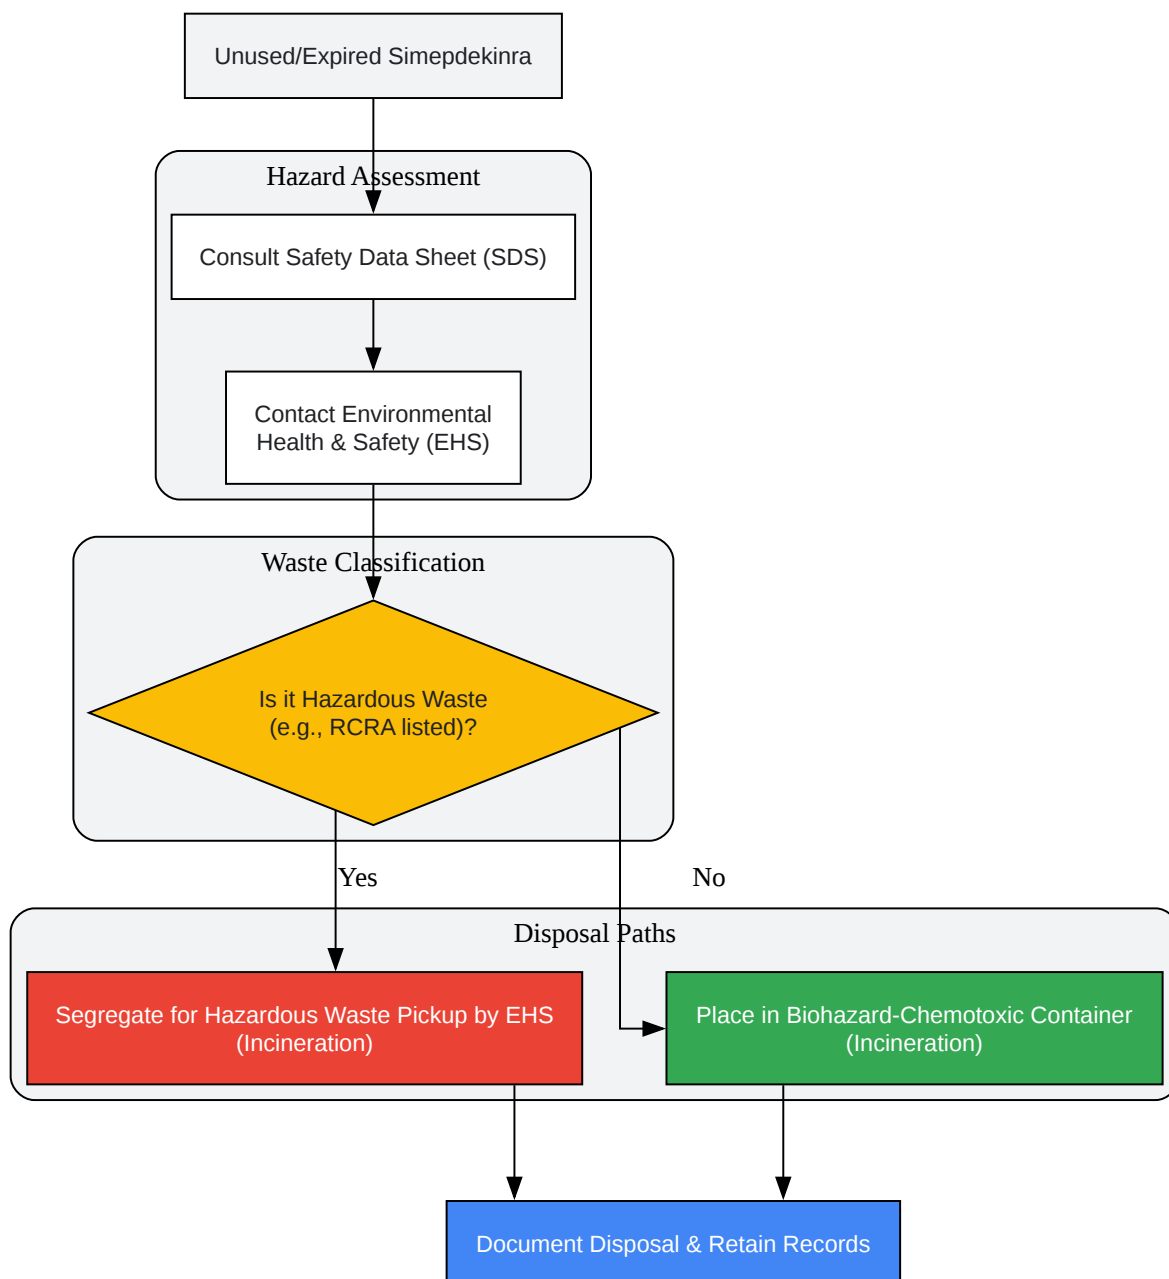 Unused/Expired Simepdekinra
Hazard Assessment
Consult Safety Data Sheet (SDS)
Contact Environmental
Health & Safety (EHS)
Waste Classification
Is it Hazardous Waste
(e.g., RCRA listed)?
Yes
No
Disposal Paths
Segregate for Hazardous Waste Pickup by EHS
(Incineration)
Place in Biohazard-Chemotoxic Container
(Incineration)
Document Disposal & Retain Records